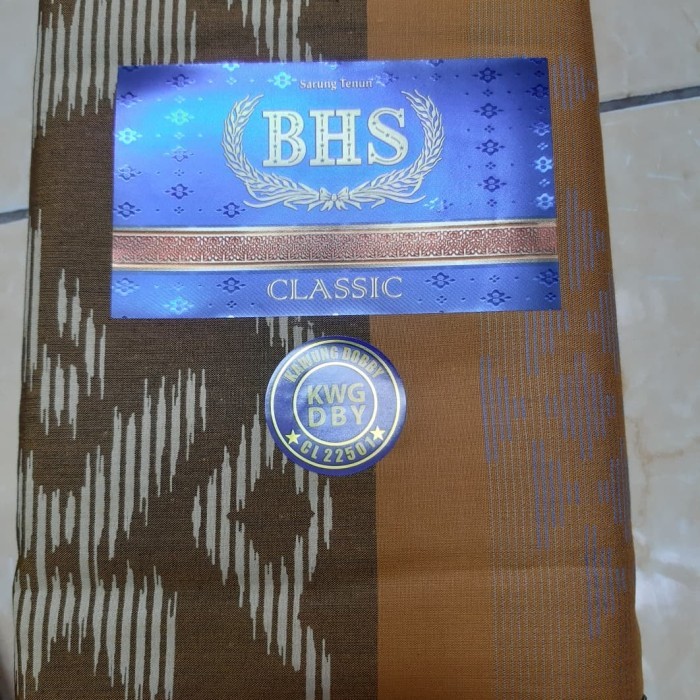 Sarung Tenun
BHS
CLASSIC
KAWUNG DOBBY
KWG
DBY
★ CL 22501 ★